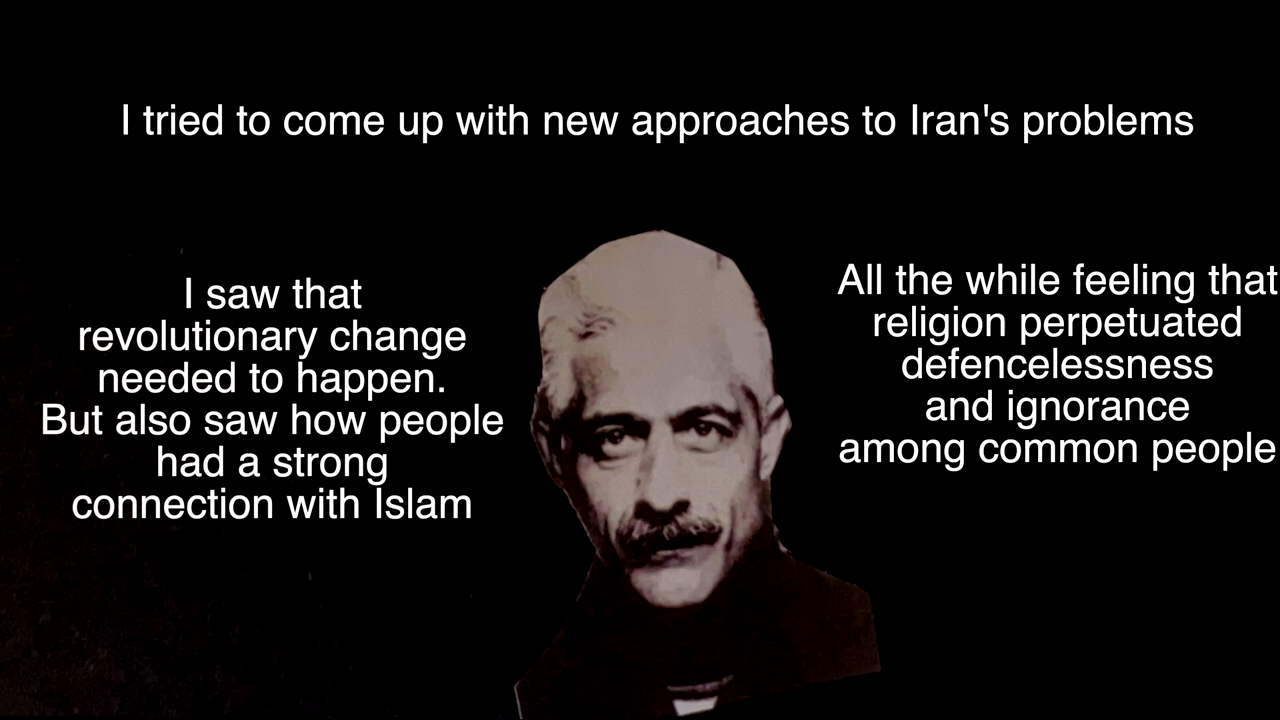 I tried to come up with new approaches to Iran's problems
I saw that
revolutionary change
needed to happen.
But also saw how people
had a strong
connection with Islam
All the while feeling that
religion perpetuated
defencelessness
and ignorance
among common people